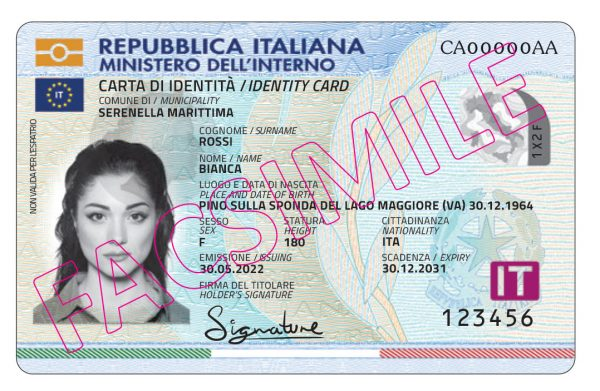 REPUBBLICA ITALIANA
MINISTERO DELL'INTERNO
CA00000AA
IT
CARTA DI IDENTITÀ / IDENTITY CARD
COMUNE DI / MUNICIPALITY
SERENELLA MARITTIMA
COGNOME / SURNAME
ROSSI
NOME / NAME
BIANCA
LUOGO E DATA DI NASCITA
PLACE AND DATE OF BIRTH
PINO SULLA SPONDA DEL LAGO MAGGIORE (VA) 30.12.1964
SESSO STATURA CITTADINANZA
SEX HEIGHT NATIONALITY
F 180 ITA
EMISSIONE / ISSUING SCADENZA / EXPIRY
30.05.2022 30.12.2031
FIRMA DEL TITOLARE
HOLDER'S SIGNATURE
Signature
IT
123456
NON VALIDA PER L'ESPATRIO
1X2F
FACSIMILE